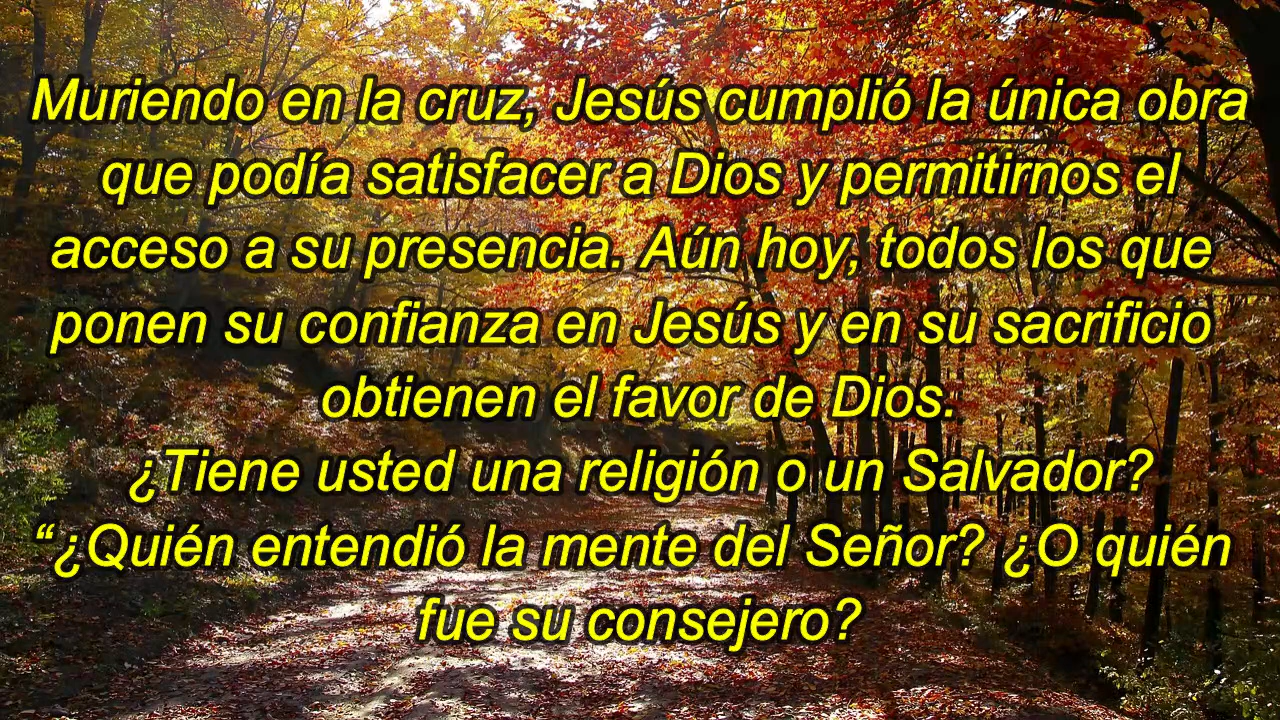 Muriendo en la cruz, Jesús cumplió la única obra
que podía satisfacer a Dios y permitirnos el
acceso a su presencia. Aún hoy, todos los que
ponen su confianza en Jesús y en su sacrificio
obtienen el favor de Dios.
¿Tiene usted una religión o un Salvador?
“¿Quién entendió la mente del Señor? ¿O quién
fue su consejero?